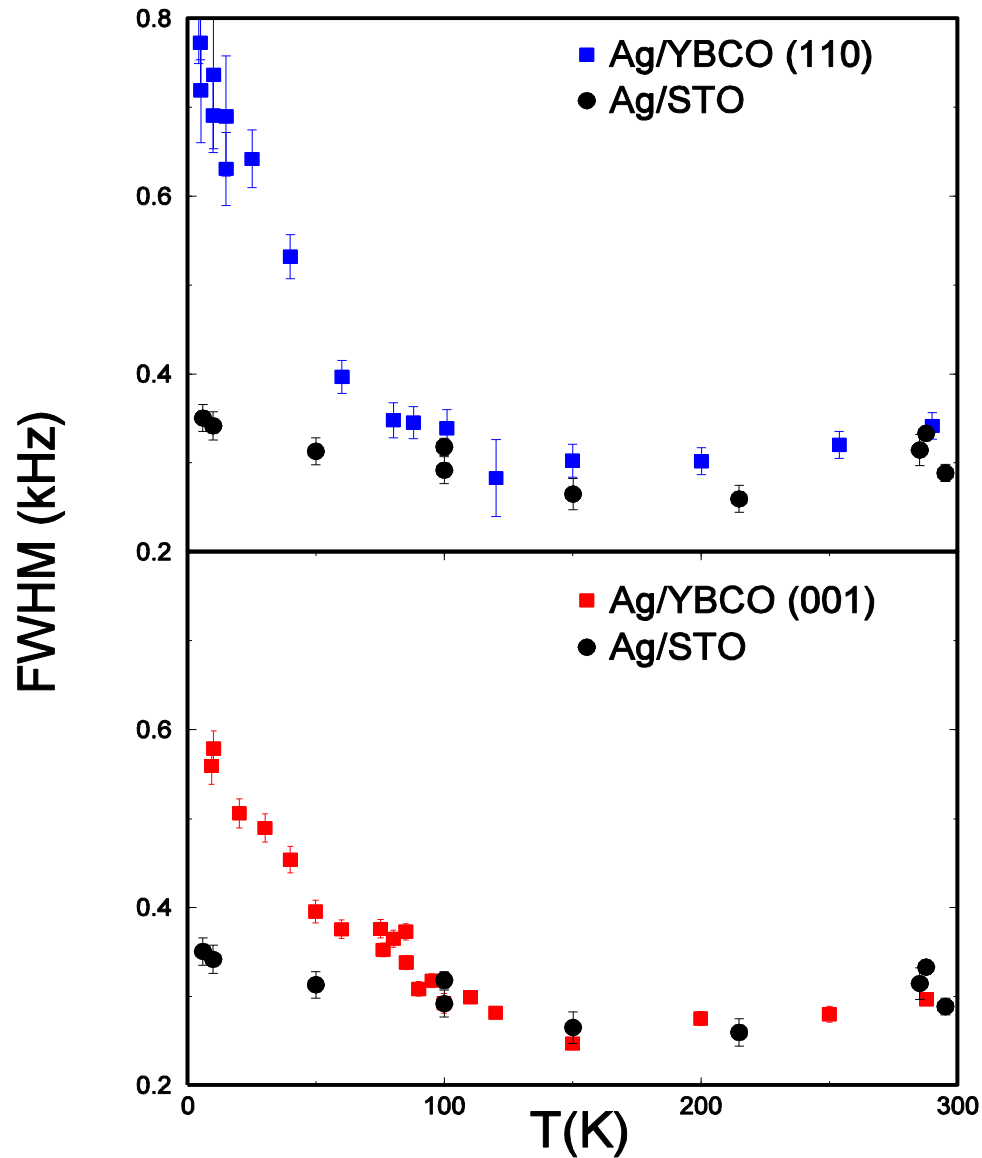 0.8
Ag/YBCO (110)
Ag/STO
0.6
0.4
0.2
FWHM (kHz)
Ag/YBCO (001)
Ag/STO
0.6
0.4
0.2
0 100 200 300
T(K)